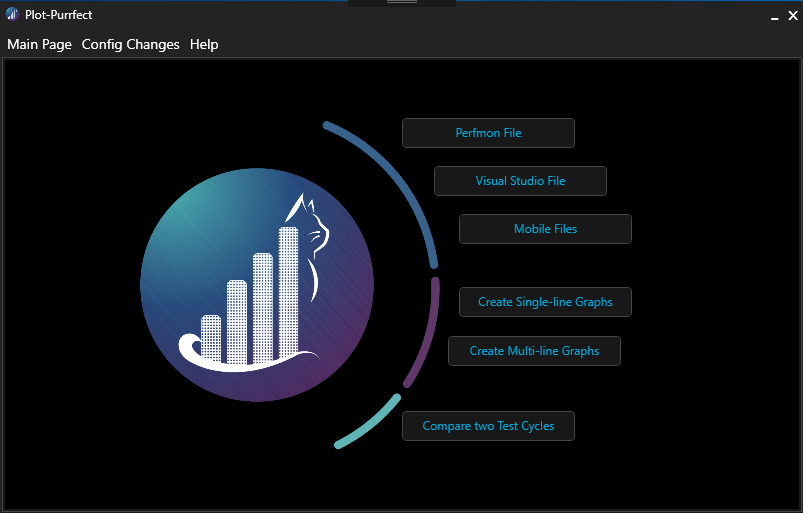 Plot-Purrfect
Main Page Config Changes Help
Perfmon File
Visual Studio File
Mobile Files
Create Single-line Graphs
Create Multi-line Graphs
Compare two Test Cycles